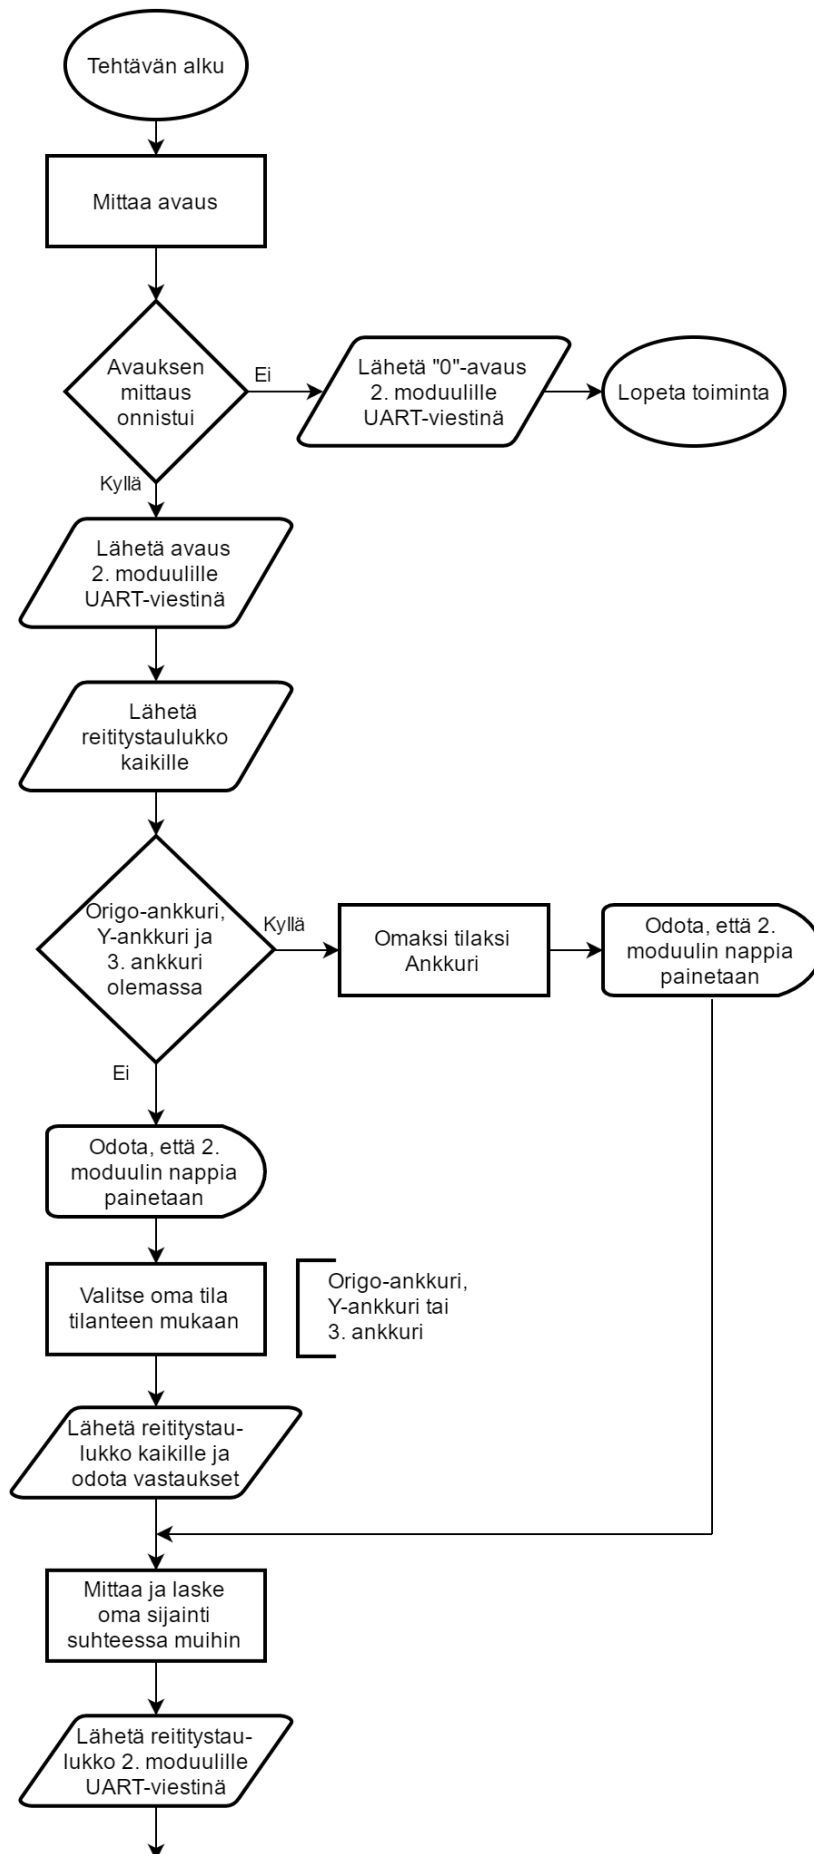 Tehtävän alku
Mittaa avaus
Avauksen
mittaus
onnistui
Ei
Lähetä "0"-avaus
2. moduulille
UART-viestinä
Lopeta toiminta
Kyllä
Lähetä avaus
2. moduulille
UART-viestinä
Lähetä
reititystaulukko
kaikille
Origo-ankkuri,
Y-ankkuri ja
3. ankkuri
olemassa
Kyllä
Omaksi tilaksi
Ankkuri
Odota, että 2.
moduulin nappia
painetaan
Ei
Odota, että 2.
moduulin nappia
painetaan
Valitse oma tila
tilanteen mukaan
Origo-ankkuri,
Y-ankkuri tai
3. ankkuri
Lähetä reititystau-
lukko kaikille ja
odota vastaukset
Mittaa ja laske
oma sijainti
suhteessa muihin
Lähetä reititystau-
lukko 2. moduulille
UART-viestinä